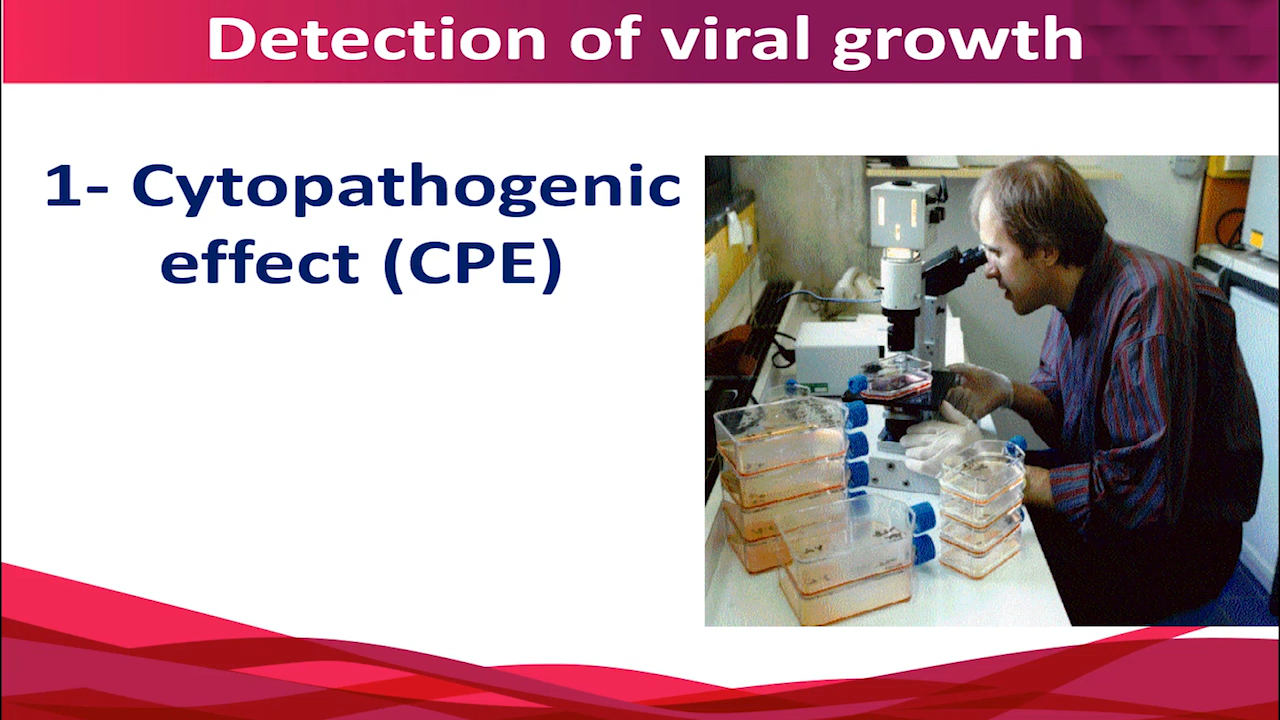 Detection of viral growth
1- Cytopathogenic
effect (CPE)